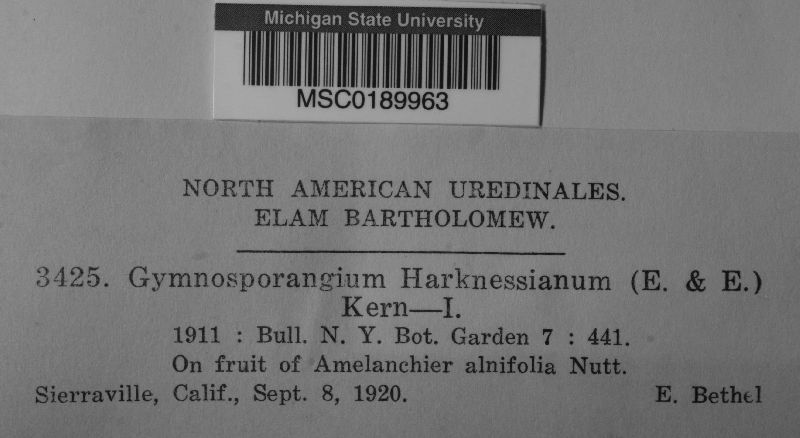 Michigan State University
MSC0189963
NORTH AMERICAN UREDINALES.
ELAM BARTHOLOMEW.
3425. Gymnosporangium Harknessianum (E. & E.)
Kern—I.
1911 : Bull. N. Y. Bot. Garden 7 : 441.
On fruit of Amelanchier alnifolia Nutt.
Sierraville, Calif., Sept. 8, 1920. E. Bethel